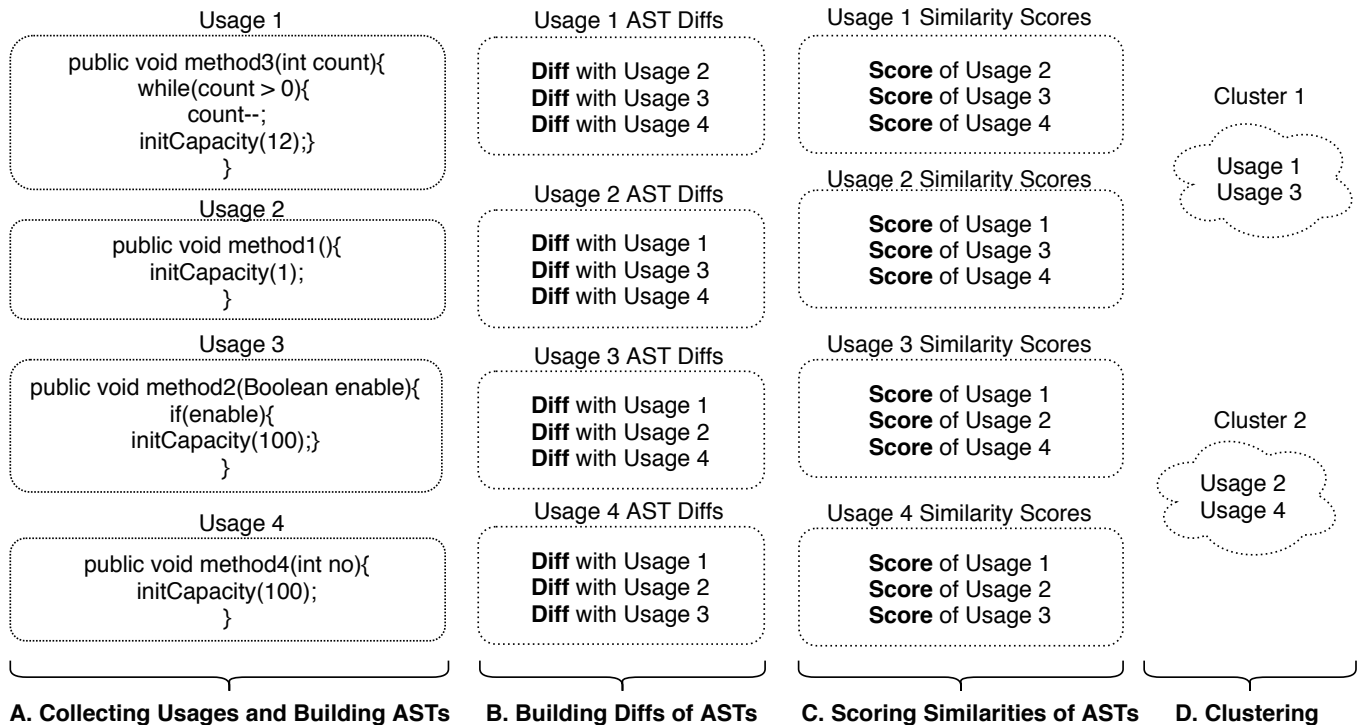 Usage 1
public void method3(int count){
while(count > 0){
count--;
initCapacity(12);}
}
Usage 2
public void method1(){
initCapacity(1);
}
Usage 3
public void method2(Boolean enable){
if(enable){
initCapacity(100);}
}
Usage 4
public void method4(int no){
initCapacity(100);
}
A. Collecting Usages and Building ASTs
Usage 1 AST Diffs
Diff with Usage 2
Diff with Usage 3
Diff with Usage 4
Usage 2 AST Diffs
Diff with Usage 1
Diff with Usage 3
Diff with Usage 4
Usage 3 AST Diffs
Diff with Usage 1
Diff with Usage 2
Diff with Usage 4
Usage 4 AST Diffs
Diff with Usage 1
Diff with Usage 2
Diff with Usage 3
B. Building Diffs of ASTs
Usage 1 Similarity Scores
Score of Usage 2
Score of Usage 3
Score of Usage 4
Usage 2 Similarity Scores
Score of Usage 1
Score of Usage 3
Score of Usage 4
Usage 3 Similarity Scores
Score of Usage 1
Score of Usage 2
Score of Usage 4
Usage 4 Similarity Scores
Score of Usage 1
Score of Usage 2
Score of Usage 3
C. Scoring Similarities of ASTs
Cluster 1
Usage 1
Usage 3
Cluster 2
Usage 2
Usage 4
D. Clustering